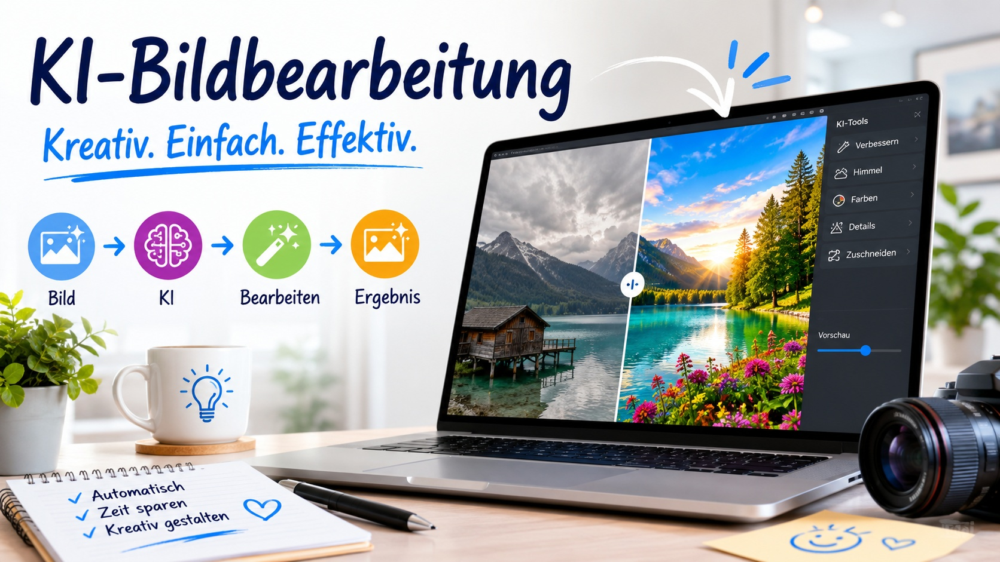 KI-Bildbearbeitung
Kreativ. Einfach. Effektiv.
Bild
KI
Bearbeiten
Ergebnis
KI-Tools
Verbessern
Himmel
Farben
Details
Zuschneiden
Vorschau
Automatisch
Zeit sparen
Kreativ gestalten